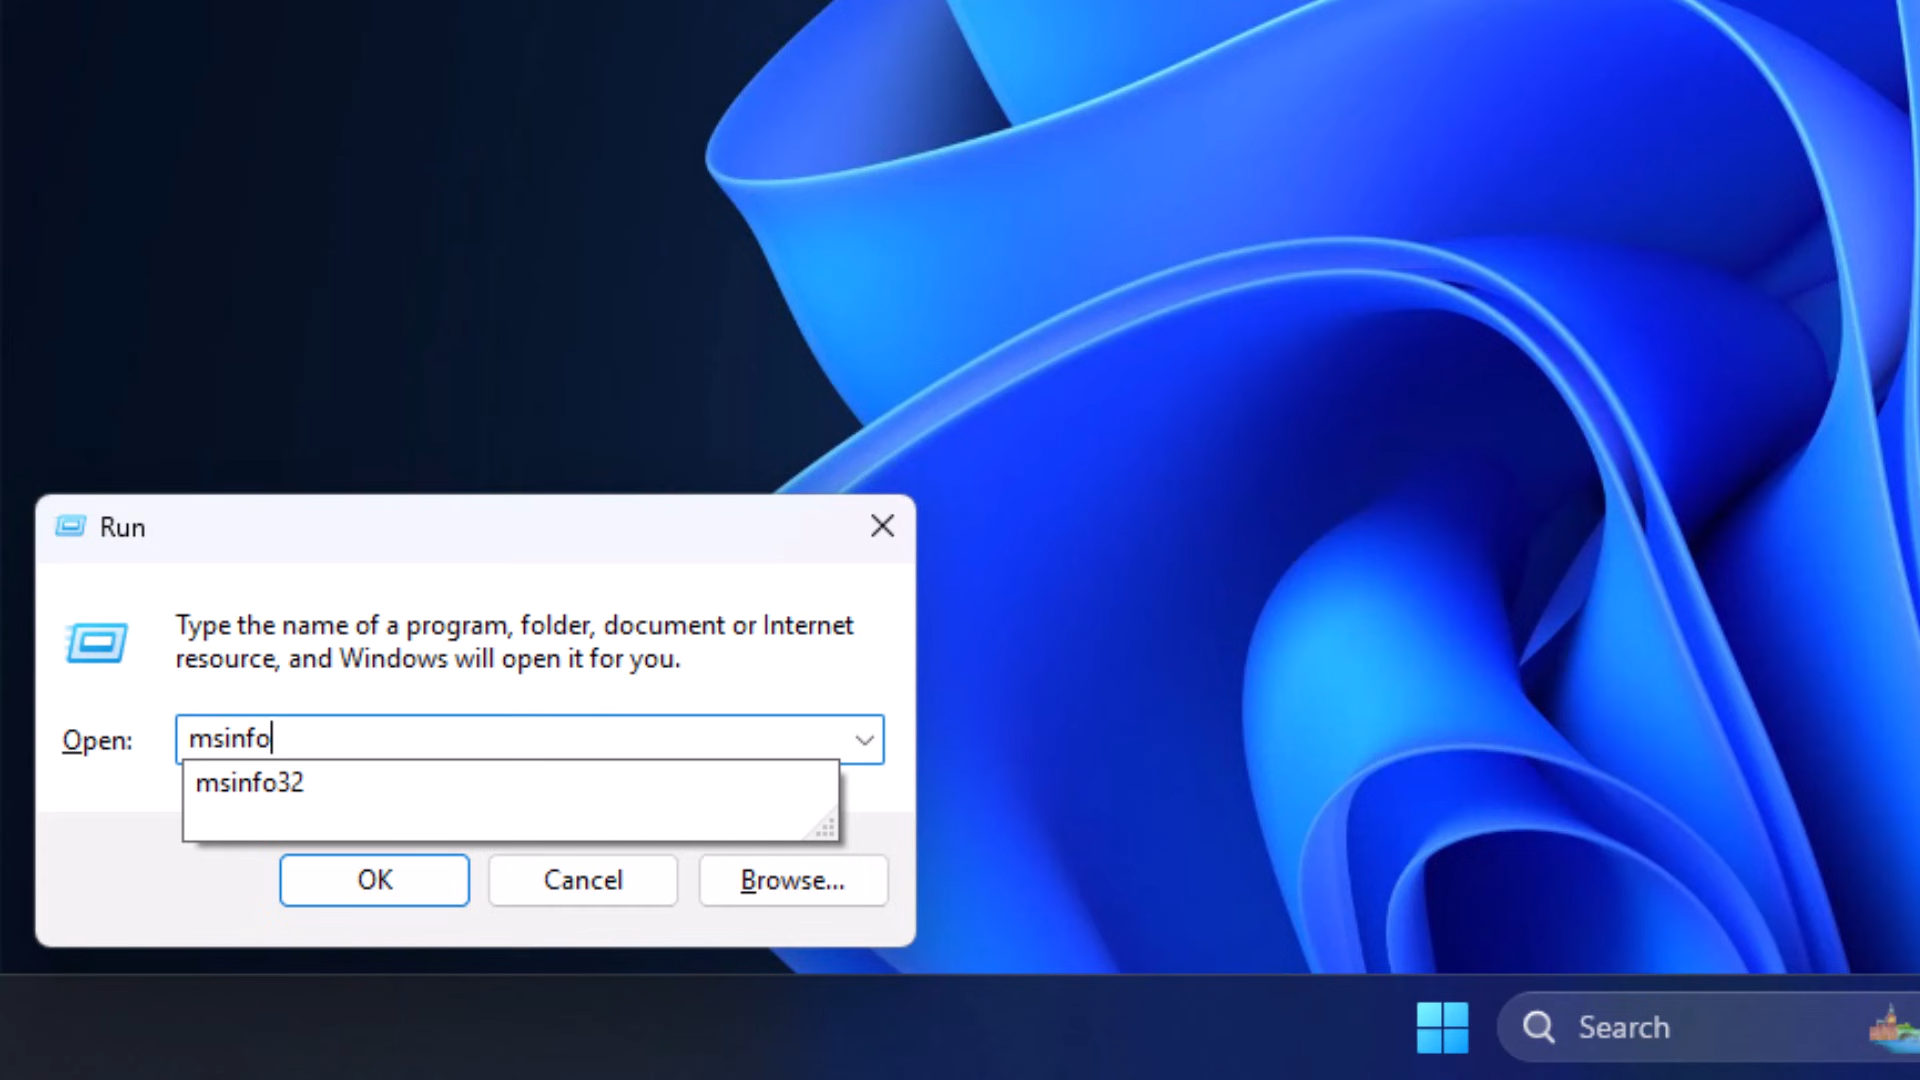 Run
Type the name of a program, folder, document or Internet
resource, and Windows will open it for you.
Open:
msinfo
msinfo32
OK
Cancel
Browse...
Search